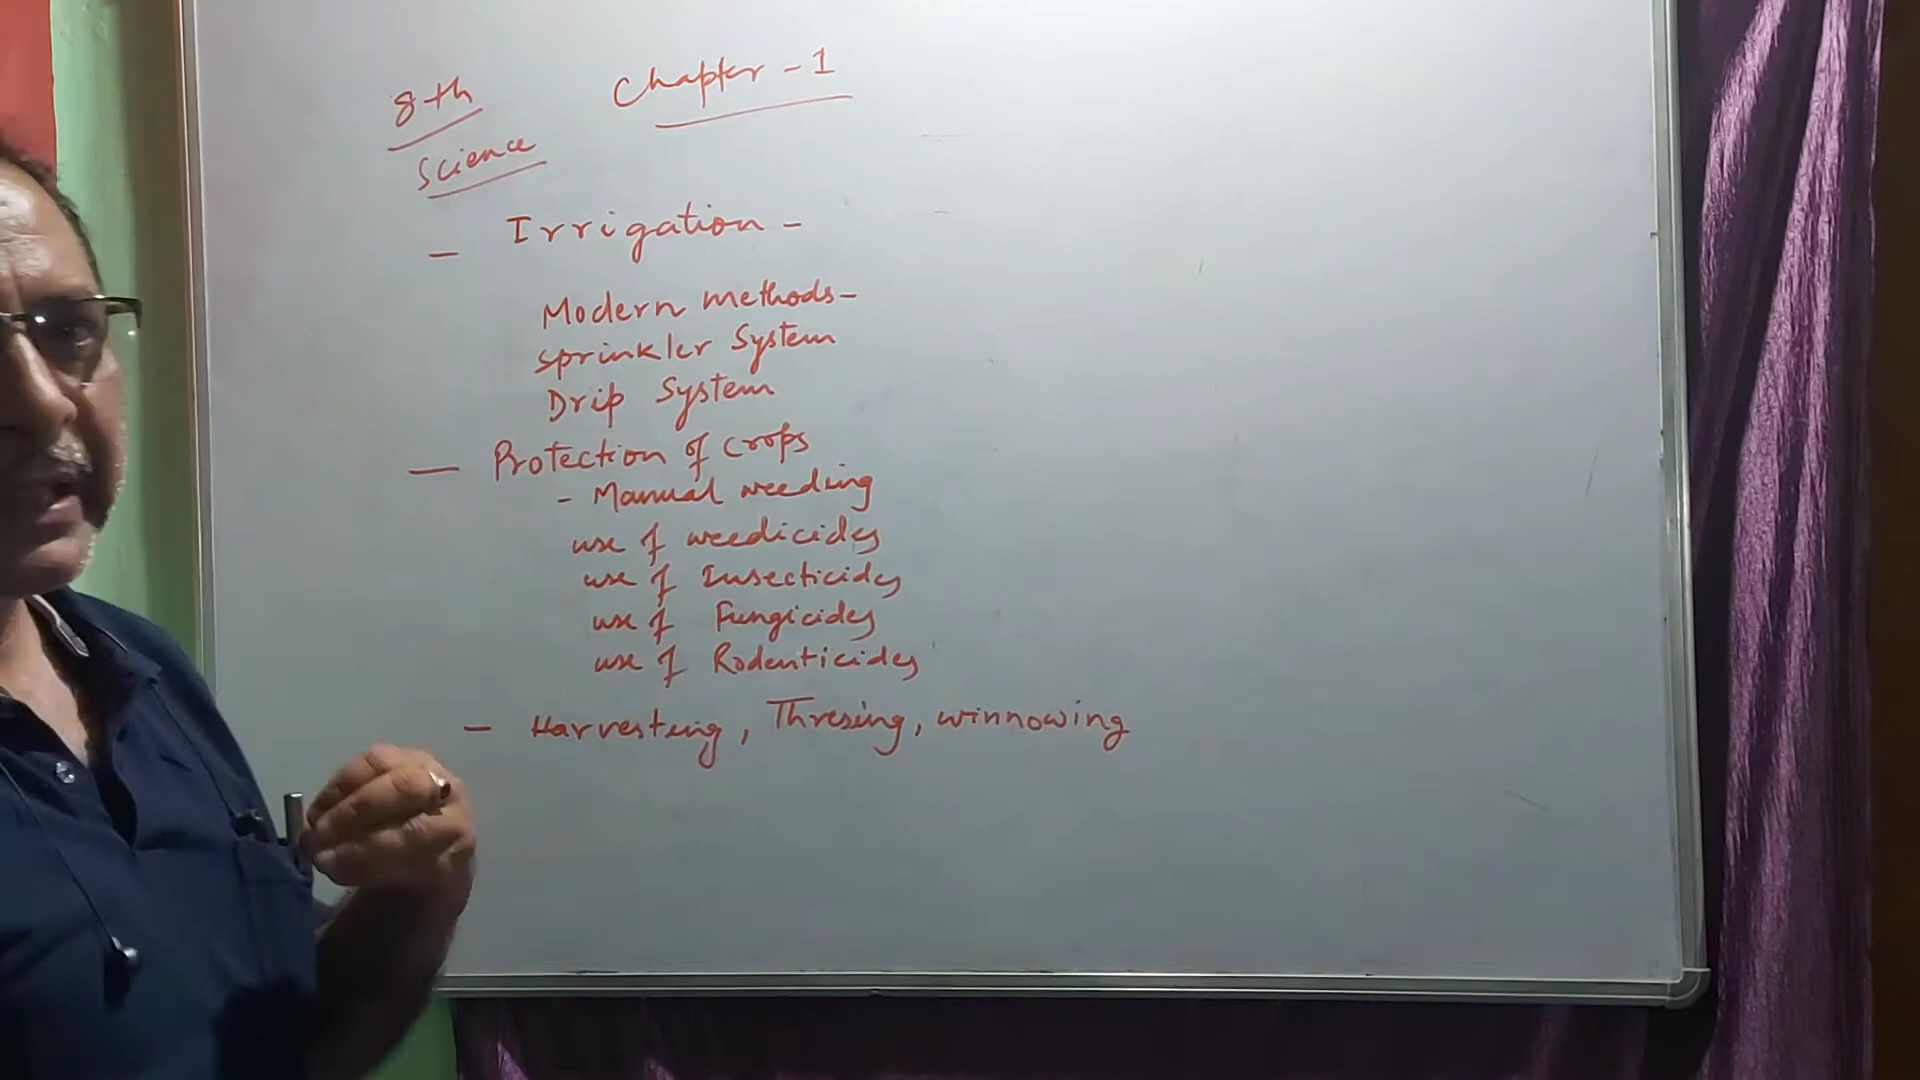 8th Chapter - 1
Science
- Irrigation -
Modern methods-
sprinkler System
Drip System
- Protection of crops
- Manual weeding
use of weedicides
use of Insecticides
use of Fungicides
use of Rodenticides
- Harvesting, Thresing, winnowing